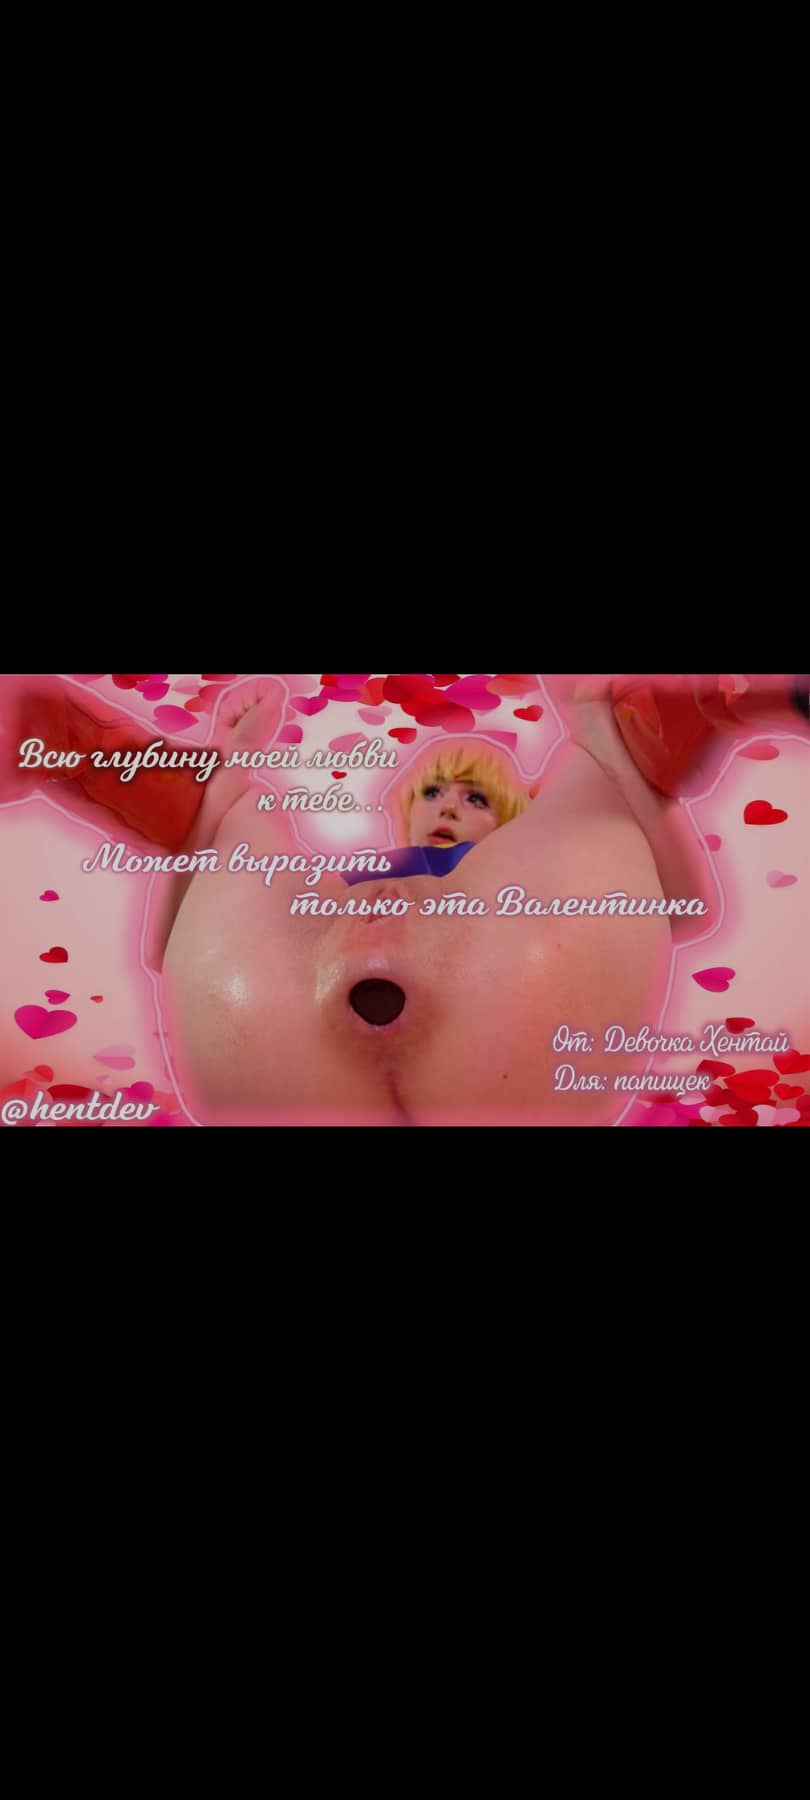 Всю глубину моей любви
к тебе...
Может выразить
только эта Валентинка
От: Девочка Хентай
Для: папищек
@hentdev